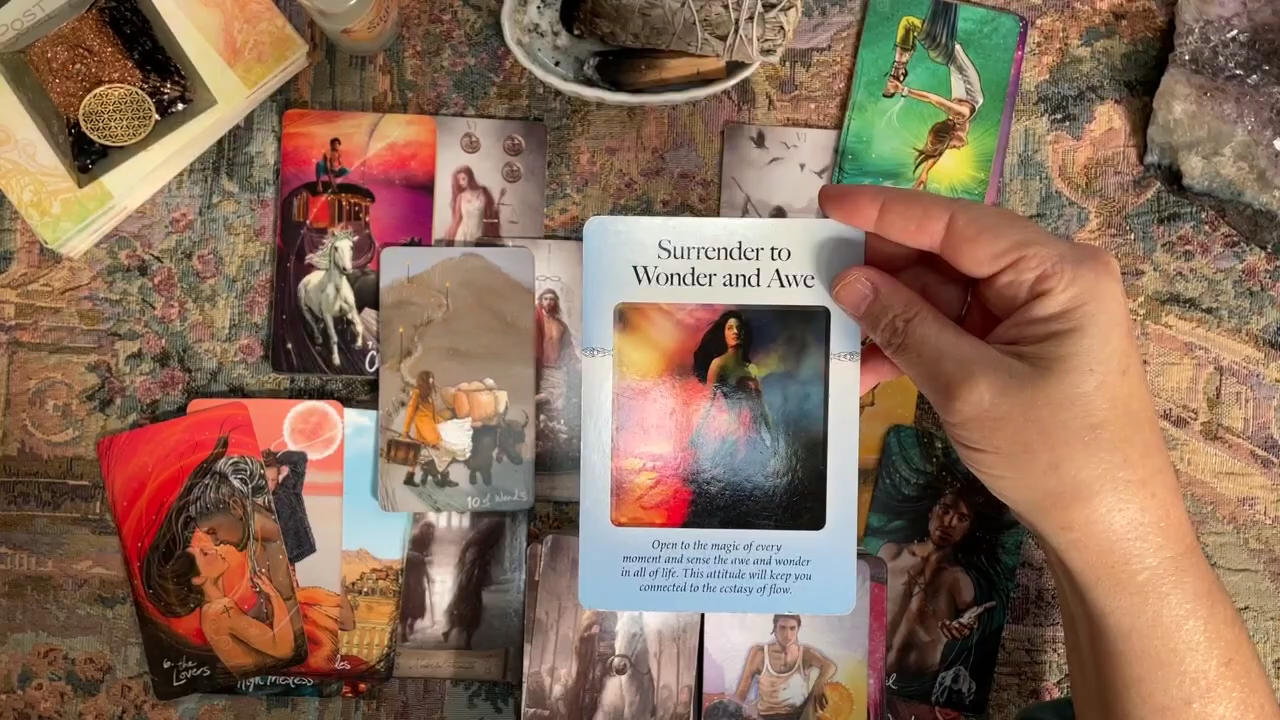 VI
VI
Surrender to
Wonder and Awe
10 of Wands
Open to the magic of every
moment and sense the awe and wonder
in all of life. This attitude will keep you
connected to the ecstasy of flow.
6. the
Lovers